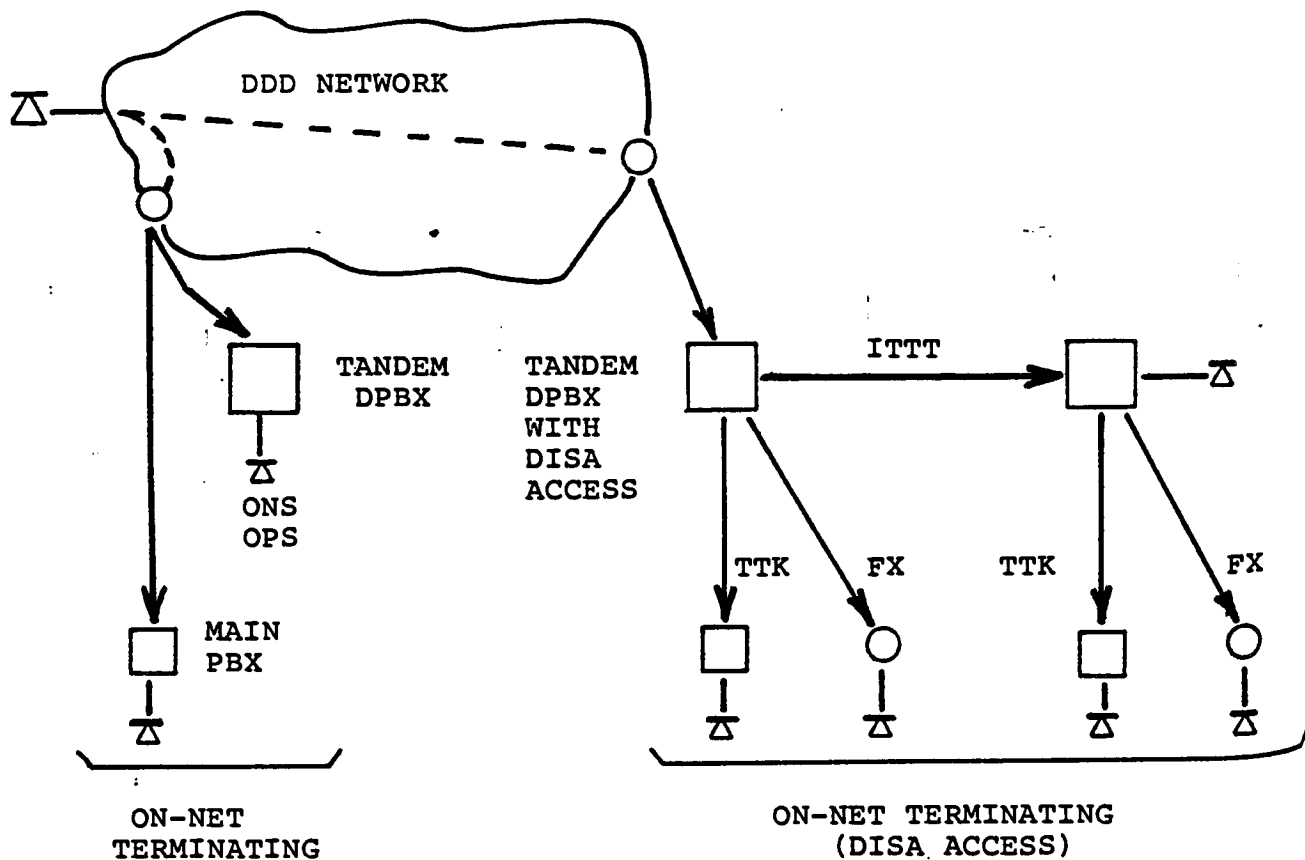 DDD NETWORK
TANDEM
DPBX
ONS
OPS
MAIN
PBX
TANDEM
DPBX
WITH
DISA
ACCESS
ITTT
TTK
FX
TTK
FX
ON-NET
TERMINATING
ON-NET TERMINATING
(DISA ACCESS)